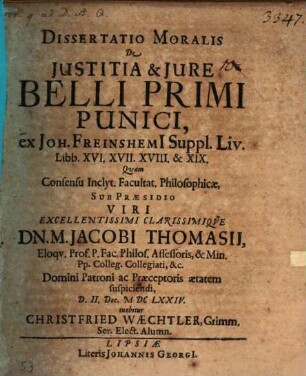 3347.
DISSERTATIO MORALIS
De
JUSTITIA & JURE
BELLI PRIMI
PUNICI,
ex JOH. FREINSHEMI Suppl. Liv.
Libb. XVI, XVII. XVIII. & XIX,
Quam
Consensu Inclyt. Facultat. Philosophicæ,
SUB PRÆSIDIO
VIRI
EXCELLENTISSIMI CLARISSIMIQVE
DN. M. JACOBI THOMASII,
Eloqv. Prof. P. Fac. Philos. Assessoris, & Min.
Pp. Colleg. Collegiati, &c.
Domini Patroni ac Præceptoris ætatem
suspiciendi,
D. II, Dec. M DC LXXIV.
tuebitur
CHRISTFRIED WÆCHTLER, Grimm.
Ser. Elect. Alumn.
LIPSIÆ
Literis JOHANNIS GEORGI.
53